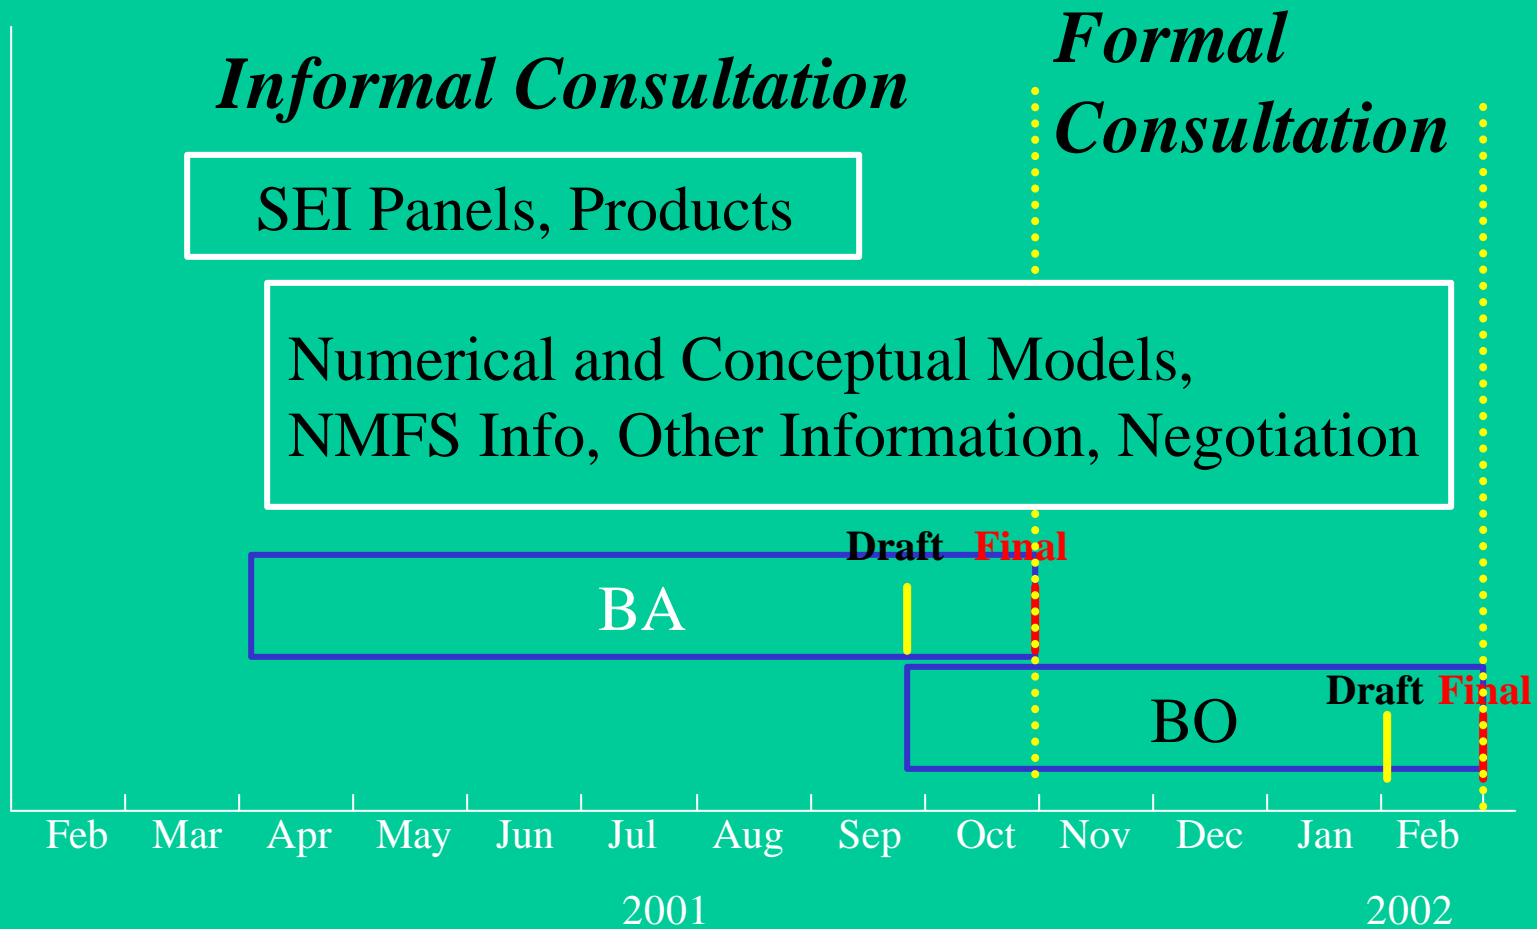 Informal Consultation
Formal
Consultation
SEI Panels, Products
Numerical and Conceptual Models,
NMFS Info, Other Information, Negotiation
Draft Final
BA
Draft Final
BO
Feb Mar Apr May Jun Jul Aug Sep Oct Nov Dec Jan Feb
2001 2002